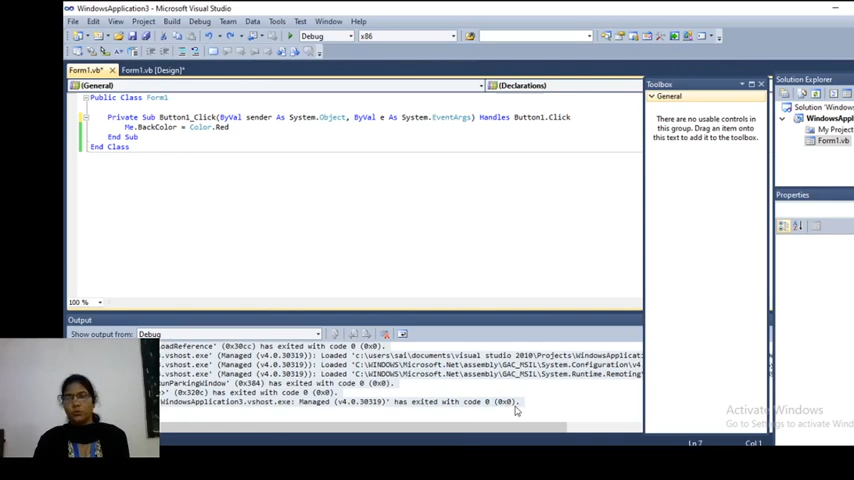 WindowsApplication3 - Microsoft Visual Studio
File Edit View Project Build Debug Team Data Tools Test Window Help
Debug x86
Form1.vb* Form1.vb [Design]*
(General) (Declarations)
Public Class Form1
Private Sub Button1_Click(ByVal sender As System.Object, ByVal e As System.EventArgs) Handles Button1.Click
Me.BackColor = Color.Red
End Sub
End Class
100 %
Toolbox
General
There are no usable controls in
this group. Drag an item onto
this text to add it to the toolbox.
Solution Explorer
Solution 'Windows
WindowsAppl
My Project
Form1.vb
Properties
Output
Show output from: Debug
LoadReference' (0x30cc) has exited with code 0 (0x0).
.vshost.exe' (Managed (v4.0.30319)): Loaded 'c:\users\sai\documents\visual studio 2010\Projects\WindowsApplicati
.vshost.exe' (Managed (v4.0.30319)): Loaded 'C:\WINDOWS\Microsoft.Net\assembly\GAC_MSIL\System.Configuration\v4
.vshost.exe' (Managed (v4.0.30319)): Loaded 'C:\WINDOWS\Microsoft.Net\assembly\GAC_MSIL\System.Runtime.Remoting\
unParkingWindow' (0x384) has exited with code 0 (0x0).
>' (0x320c) has exited with code 0 (0x0).
WindowsApplication3.vshost.exe: Managed (v4.0.30319)' has exited with code 0 (0x0).
Activate Windows
Go to Settings to activate Wind
Ln 7 Col 1